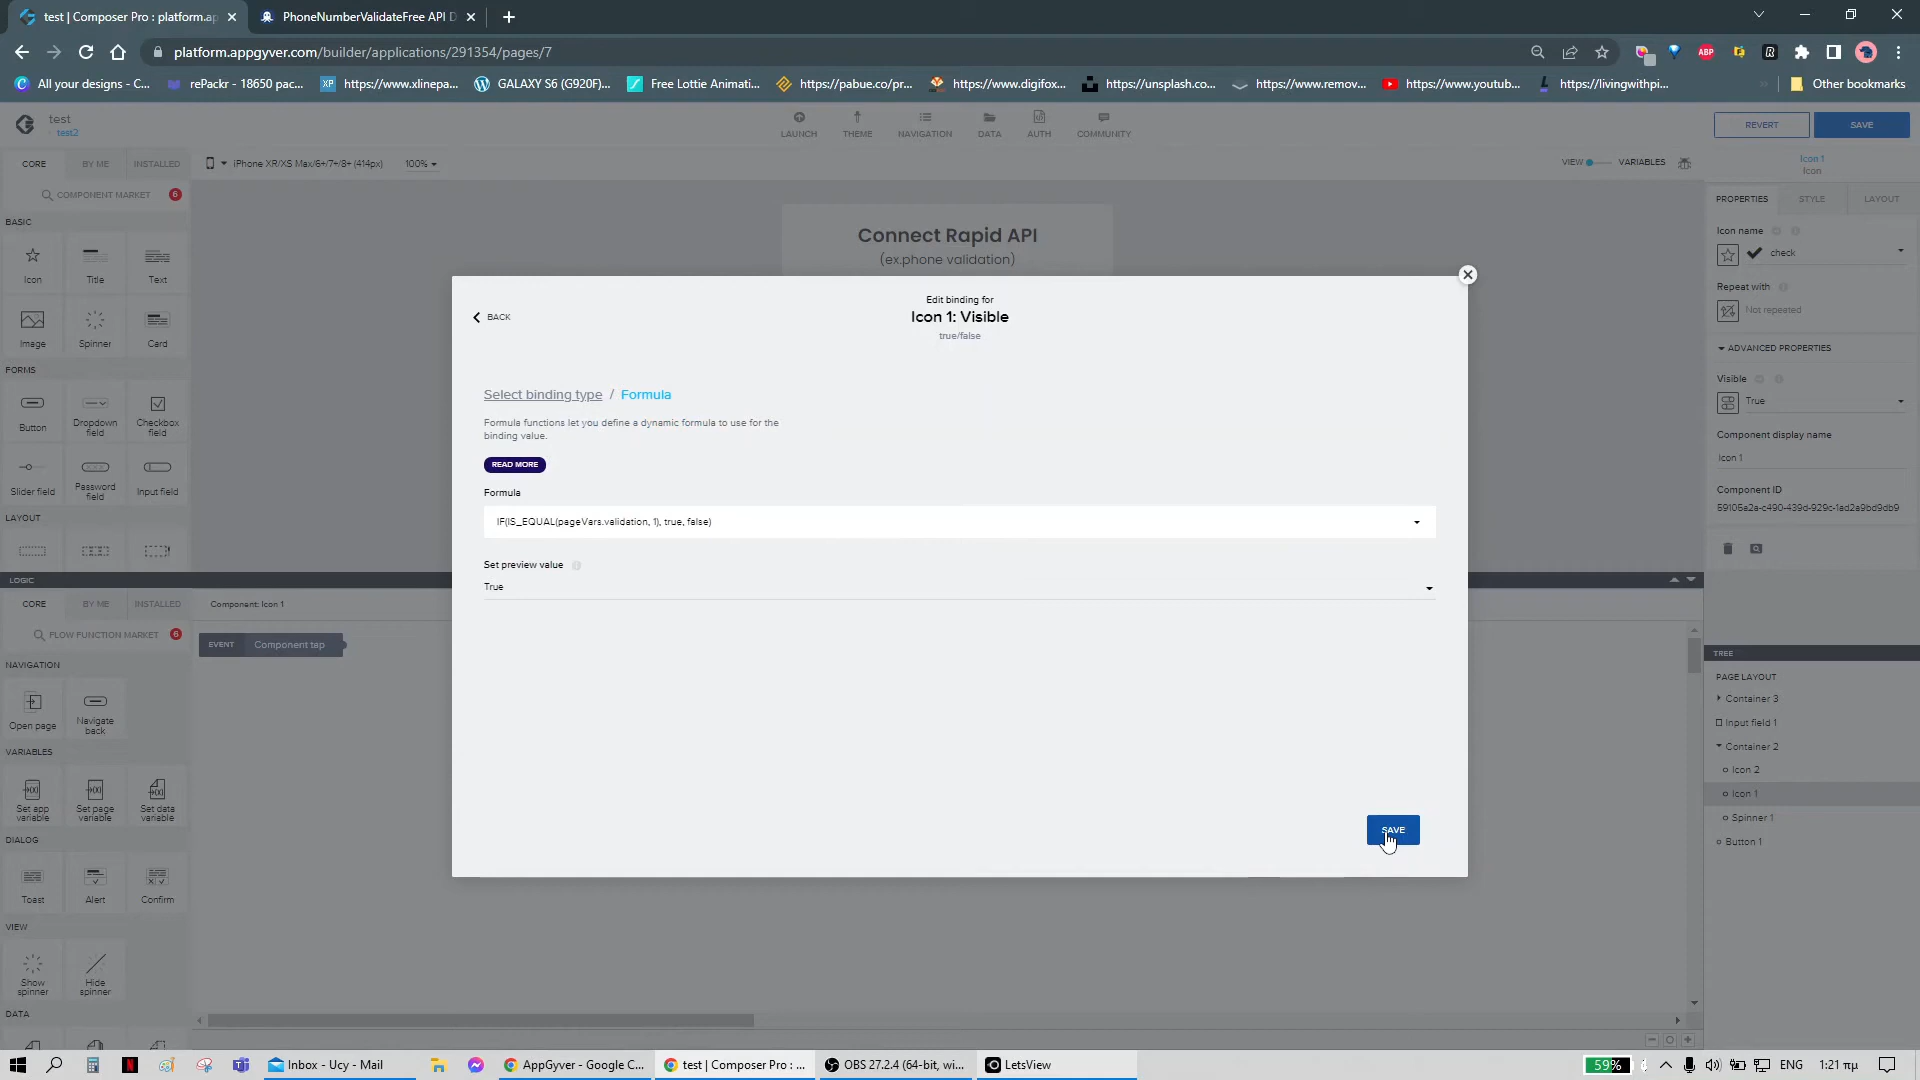 test | Composer Pro : platform.ap
PhoneNumberValidateFree API D
platform.appgyver.com/builder/applications/291354/pages/7
All your designs - C...
rePackr - 18650 pac...
https://www.xlinepa...
GALAXY S6 (G920F)...
Free Lottie Animati...
https://pabue.co/pr...
https://www.digifox...
https://unsplash.co...
https://www.remov...
https://www.youtub...
https://livingwithpi...
Other bookmarks
test
test2
LAUNCH
THEME
NAVIGATION
DATA
AUTH
COMMUNITY
REVERT
SAVE
CORE
BY ME
INSTALLED
iPhone XR/XS Max/6+/7+/8+ (414px)
100%
VIEW
VARIABLES
Icon 1
Icon
COMPONENT MARKET
6
PROPERTIES
STYLE
LAYOUT
BASIC
Icon
Title
Text
Image
Spinner
Card
FORMS
Button
Dropdown field
Checkbox field
Slider field
Password field
Input field
LAYOUT
Connect Rapid API
(ex.phone validation)
BACK
Edit binding for
Icon 1: Visible
true/false
Select binding type / Formula
Formula functions let you define a dynamic formula to use for the
binding value.
READ MORE
Formula
IF(IS_EQUAL(pageVars.validation, 1), true, false)
Set preview value
True
SAVE
Icon name
check
Repeat with
Not repeated
ADVANCED PROPERTIES
Visible
True
Component display name
Icon 1
Component ID
59105a2a-c490-439d-929c-1ad2a9bd9db9
LOGIC
CORE
BY ME
INSTALLED
Component: Icon 1
FLOW FUNCTION MARKET
6
EVENT
Component tap
NAVIGATION
Open page
Navigate back
VARIABLES
Set app variable
Set page variable
Set data variable
DIALOG
Toast
Alert
Confirm
VIEW
Show spinner
Hide spinner
DATA
TREE
PAGE LAYOUT
Container 3
Input field 1
Container 2
Icon 2
Icon 1
Spinner 1
Button 1
Inbox - Ucy - Mail
AppGyver - Google C...
test | Composer Pro : ...
OBS 27.2.4 (64-bit, wi...
LetsView
59%
ENG
1:21 πμ